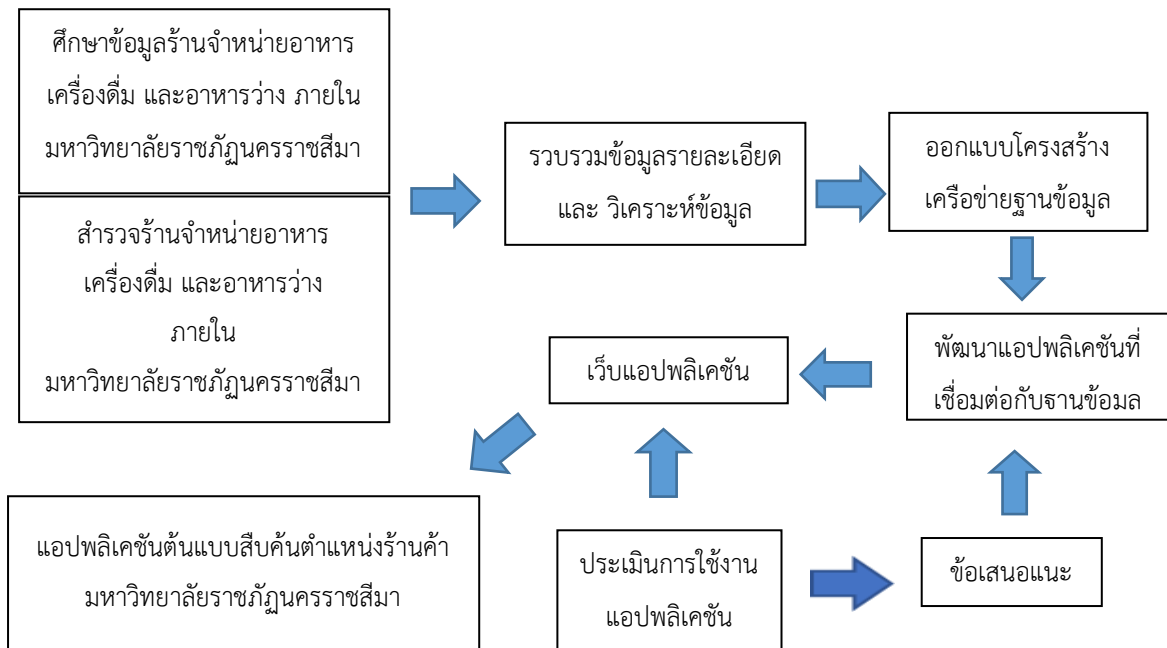 ศึกษาข้อมูลร้านจำหน่ายอาหาร
เครื่องดื่ม และอาหารว่าง ภายใน
มหาวิทยาลัยราชภัฏนครราชสีมา
สำรวจร้านจำหน่ายอาหาร
เครื่องดื่ม และอาหารว่าง
ภายใน
มหาวิทยาลัยราชภัฏนครราชสีมา
รวบรวมข้อมูลรายละเอียด
และ วิเคราะห์ข้อมูล
ออกแบบโครงสร้าง
เครือข่ายฐานข้อมูล
พัฒนาแอปพลิเคชันที่
เชื่อมต่อกับฐานข้อมูล
เว็บแอปพลิเคชัน
แอปพลิเคชันต้นแบบสืบค้นตำแหน่งร้านค้า
มหาวิทยาลัยราชภัฏนครราชสีมา
ประเมินการใช้งาน
แอปพลิเคชัน
ข้อเสนอแนะ